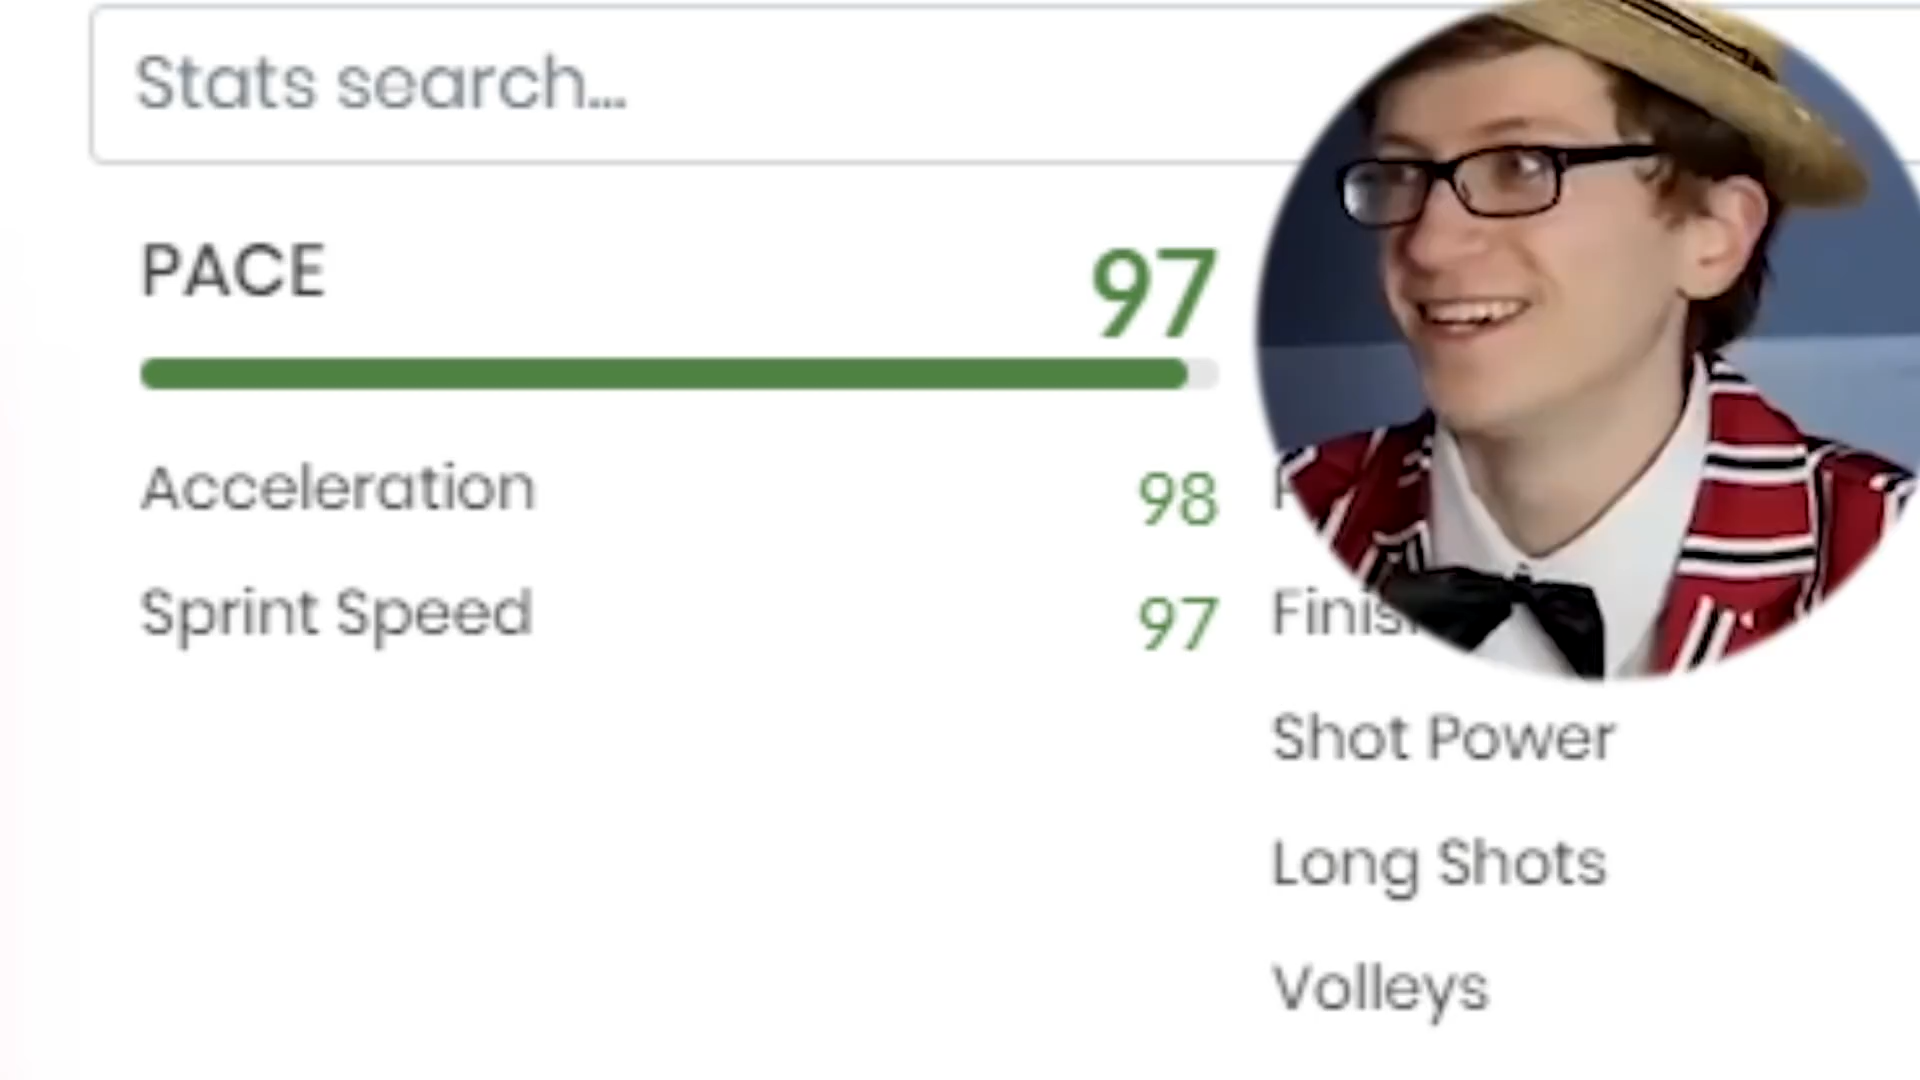 Stats search...
PACE 97
Acceleration 98
Sprint Speed 97
Shot Power
Long Shots
Volleys